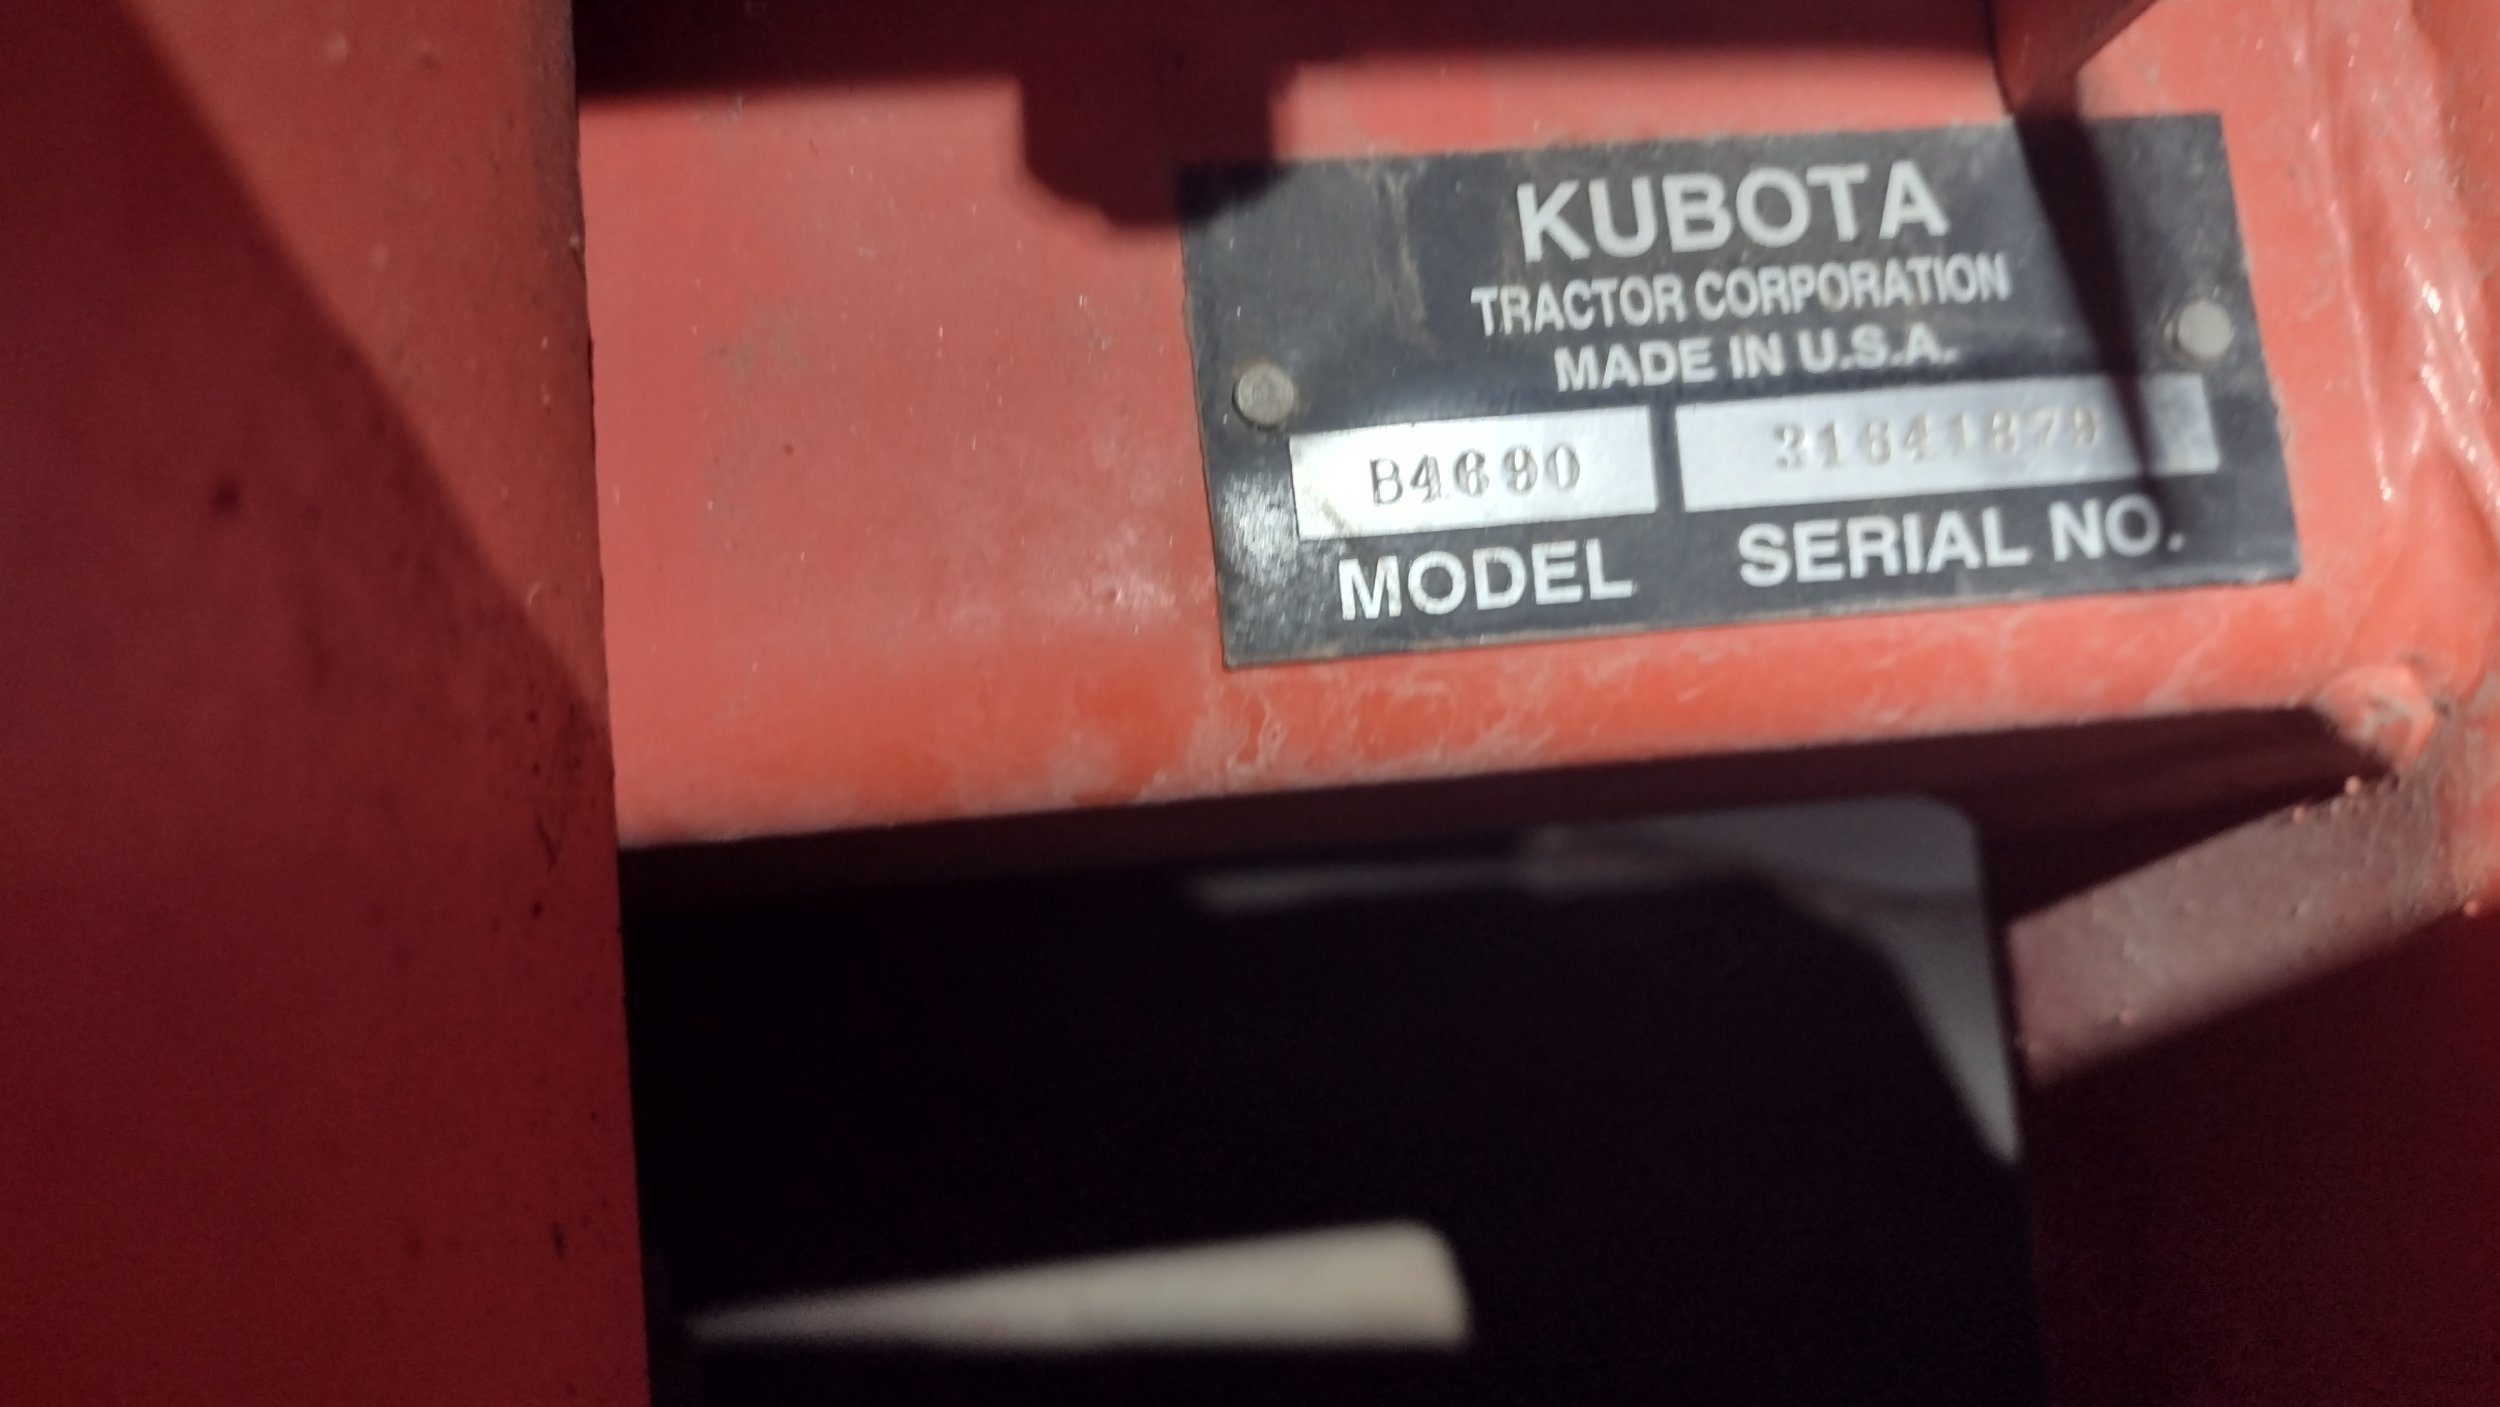 KUBOTA
TRACTOR CORPORATION
MADE IN U.S.A.
B4690
MODEL SERIAL NO.